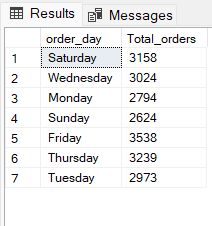 Results Messages
order_day Total_orders
1 Saturday 3158
2 Wednesday 3024
3 Monday 2794
4 Sunday 2624
5 Friday 3538
6 Thursday 3239
7 Tuesday 2973